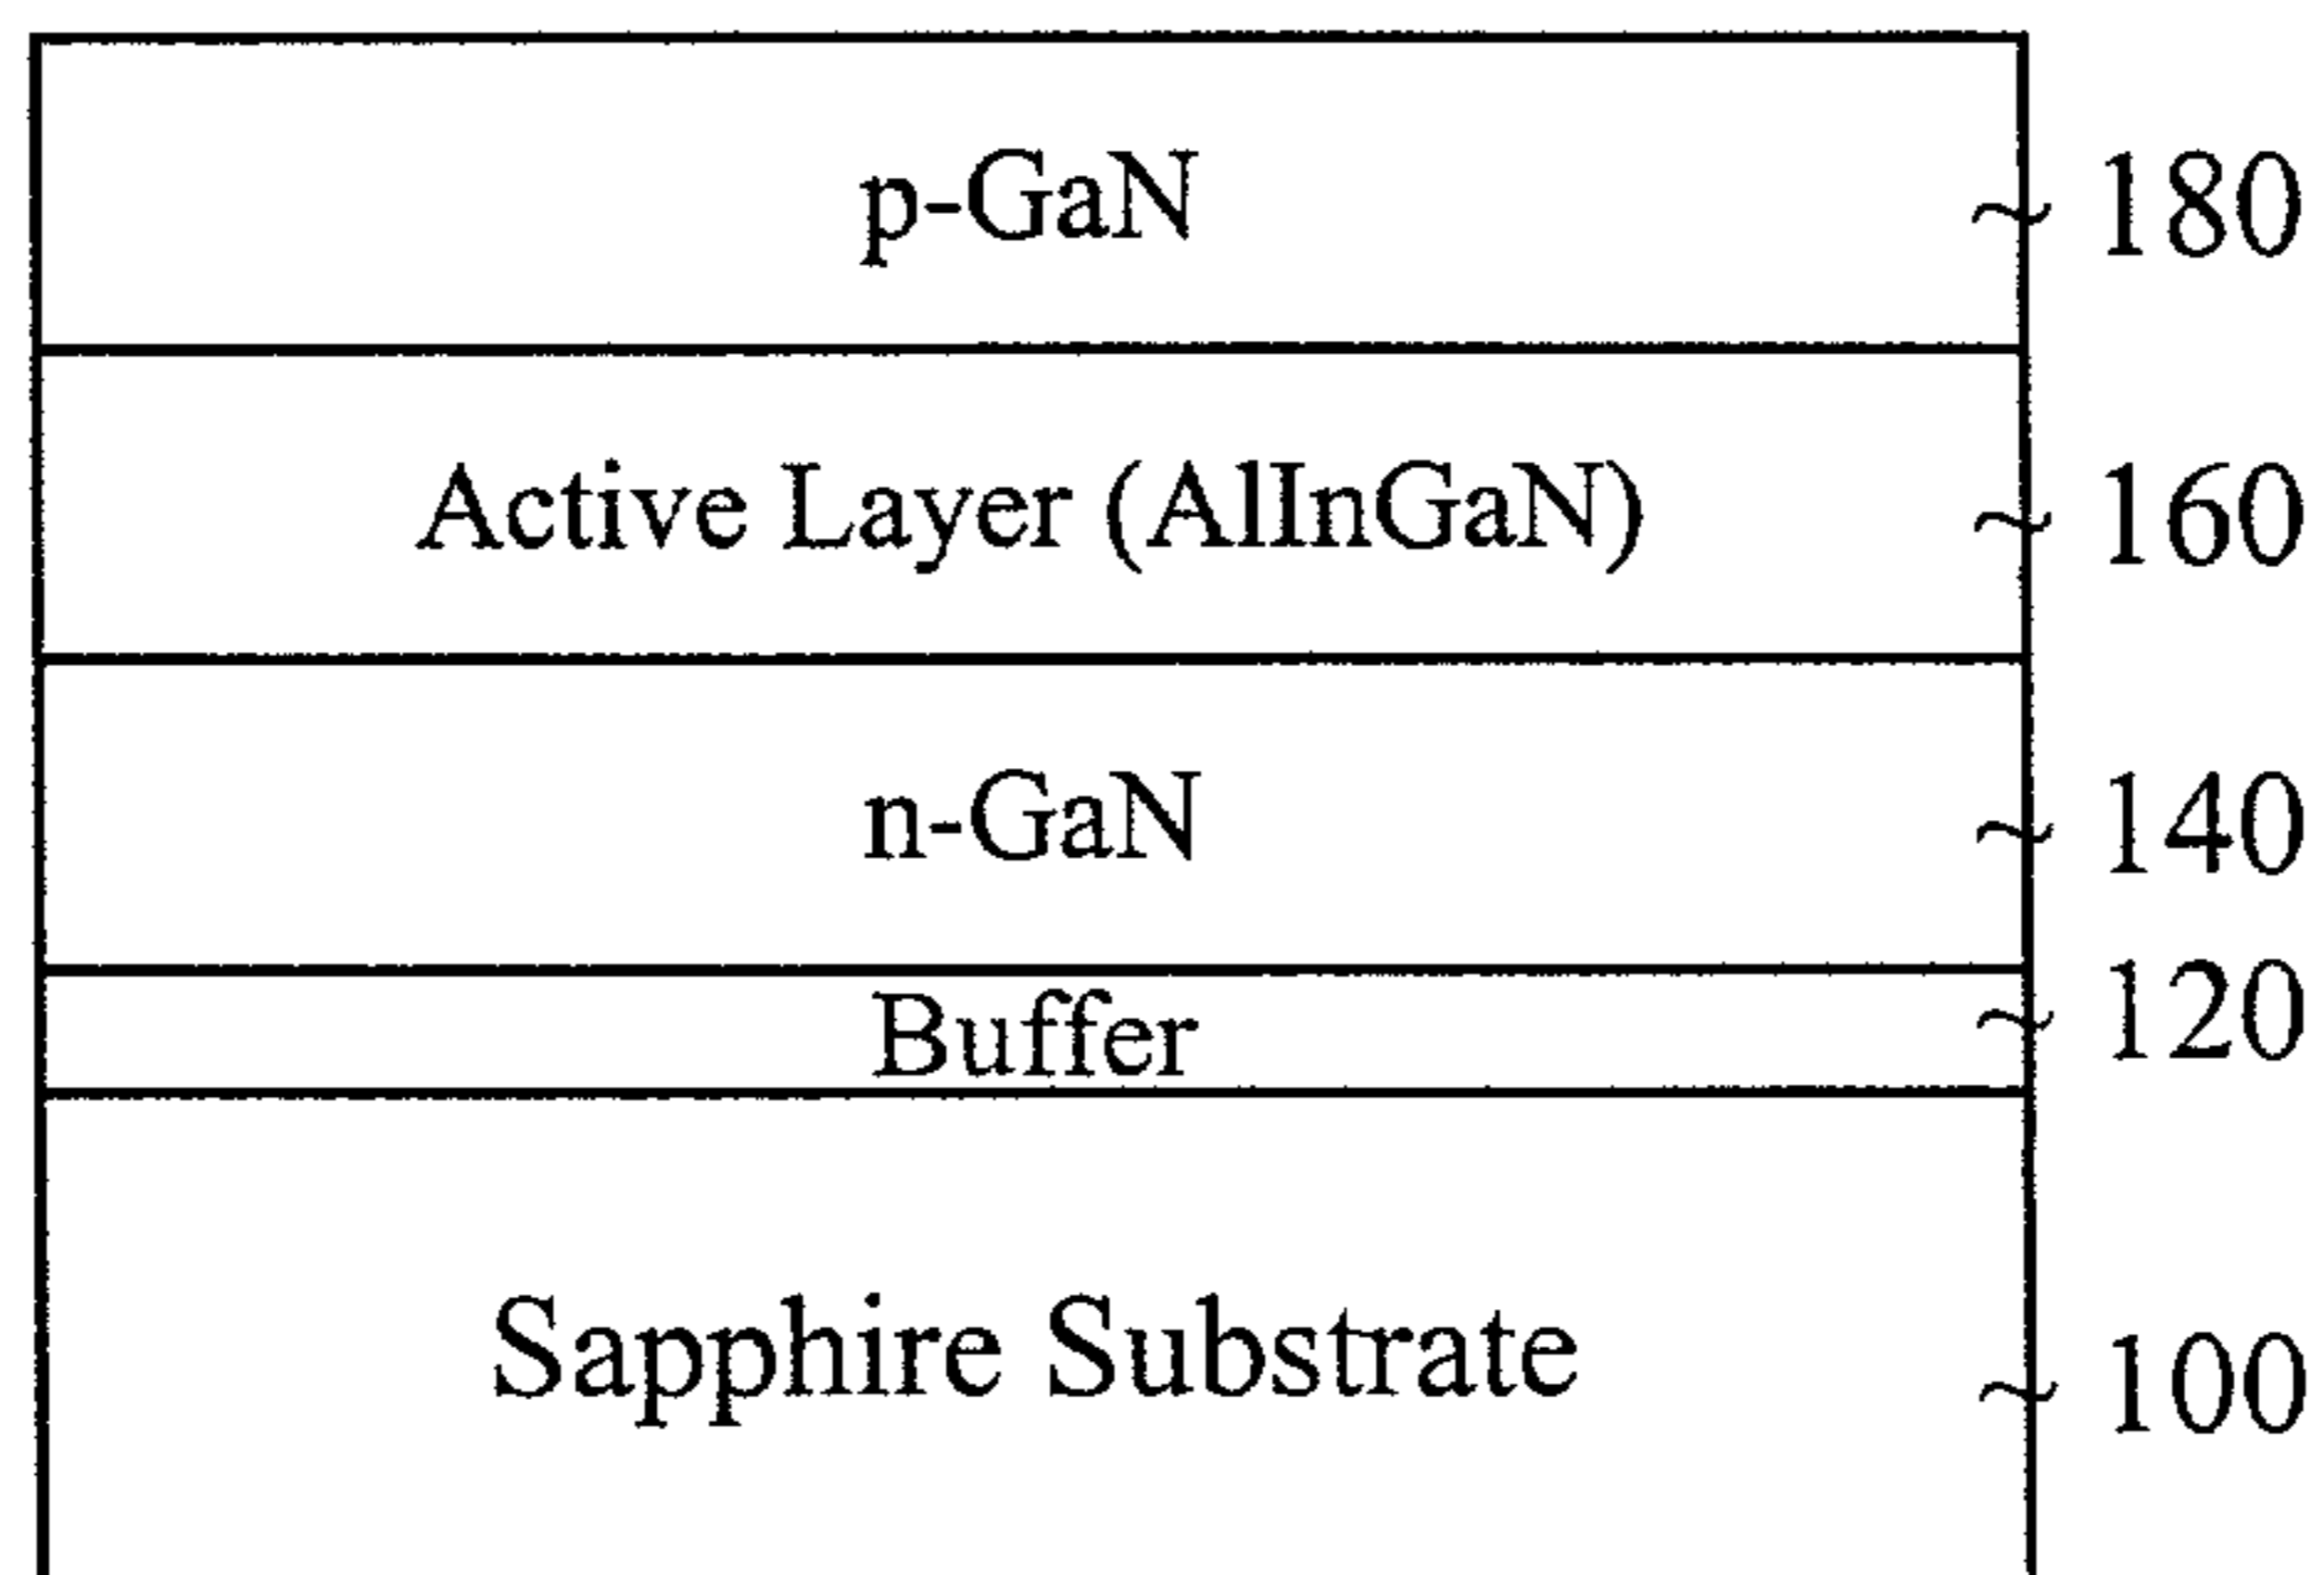 p-GaN ~ 180
Active Layer (AlInGaN) ~ 160
n-GaN ~ 140
Buffer ~ 120
Sapphire Substrate ~ 100